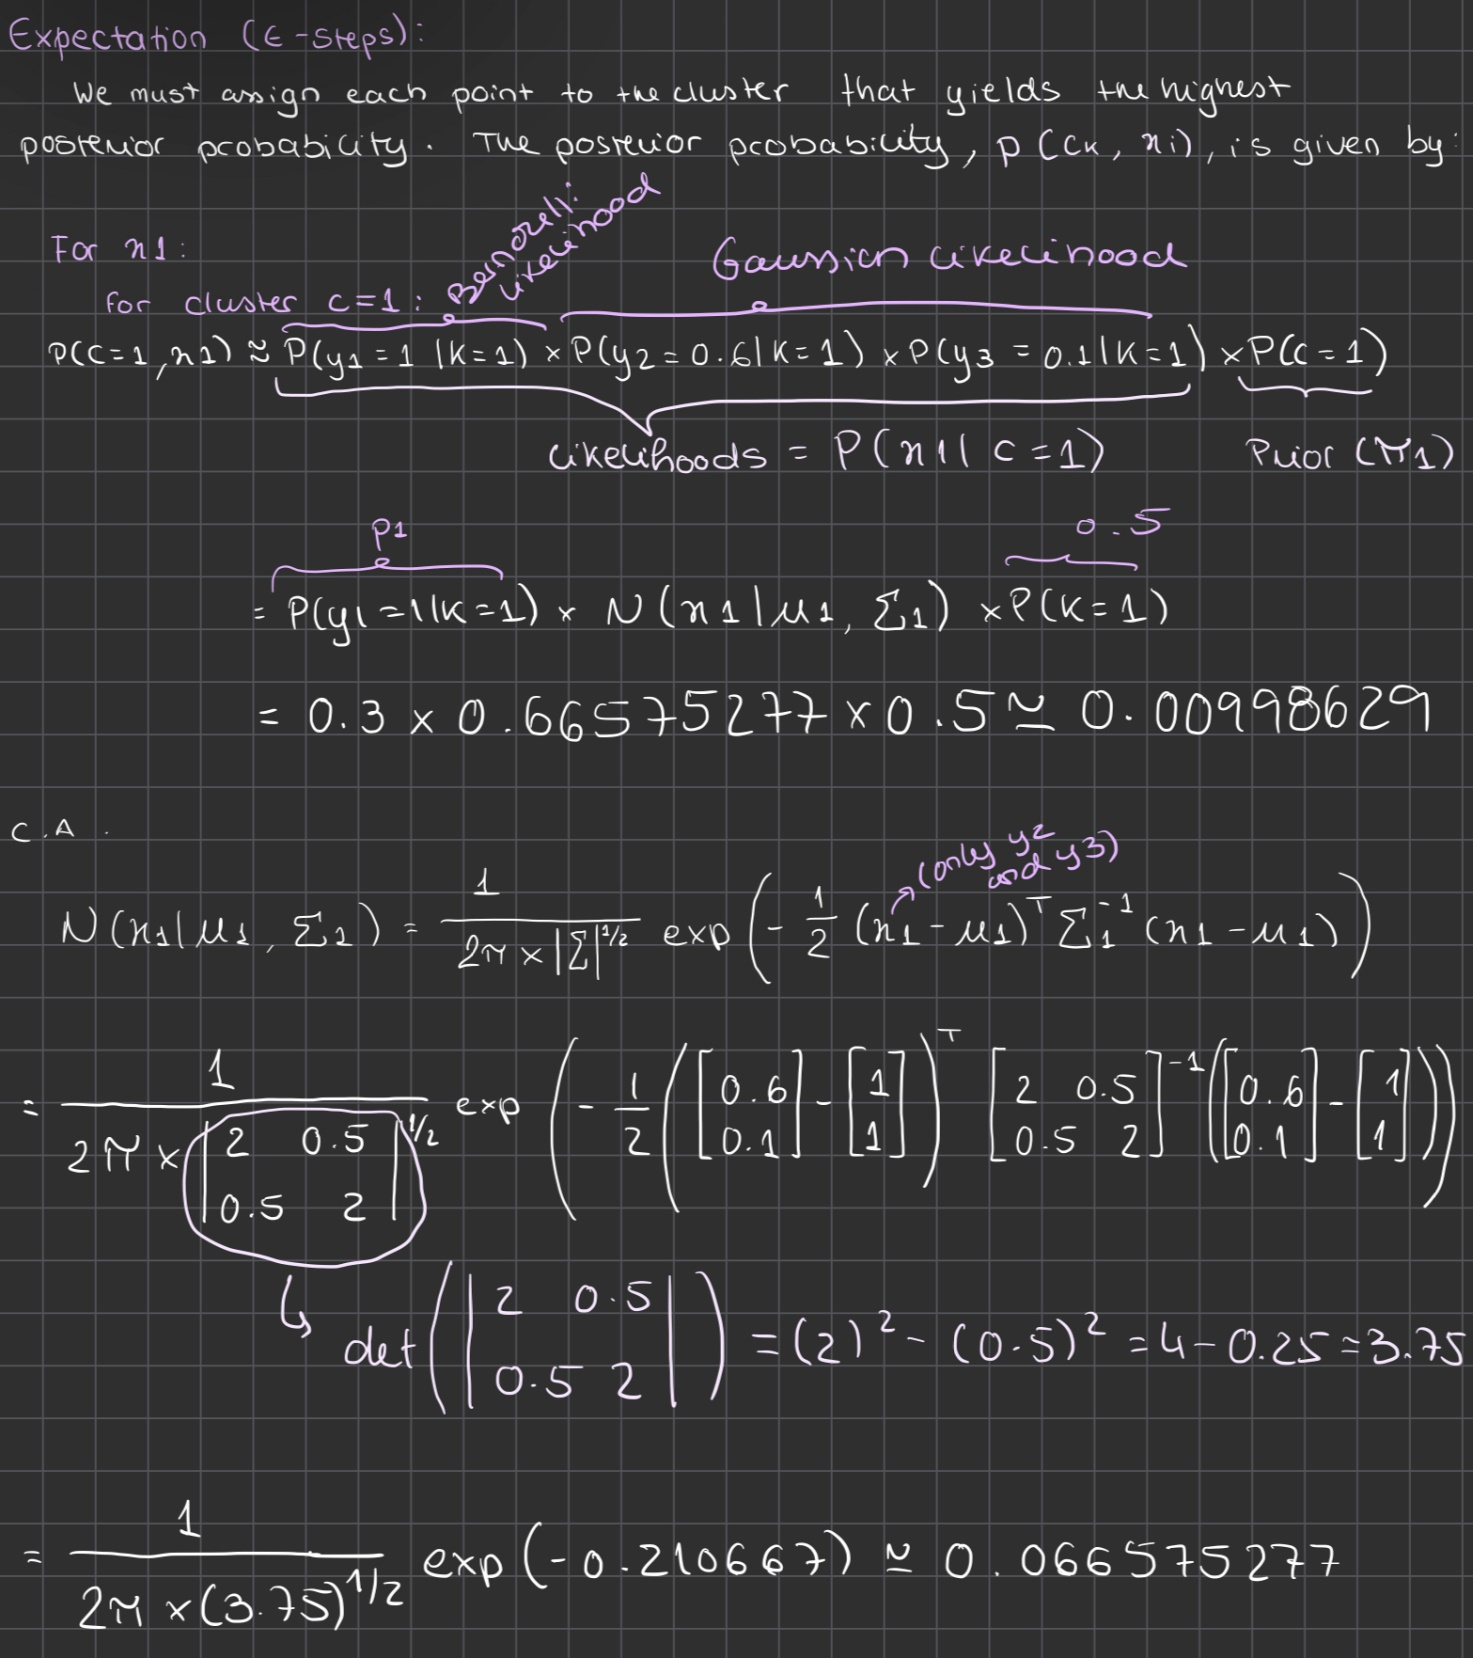 Expectation (E-steps):
We must assign each point to the cluster that yields the highest
posterior probability. The posterior probability, p(Ck, xi), is given by:
For x1:
for cluster c=1:
Bernoulli likelihood
Gaussian likelihood
P(C=1, x1) ≈ P(y1 = 1 |K=1) × P(y2 = 0.6|K=1) × P(y3 = 0.1|K=1) × P(C=1)
likelihoods = P(x1| C=1)
Prior (π1)
p1
0.5
= P(y1=1|K=1) × N(x1|μ1, Σ1) × P(K=1)
= 0.3 × 0.66575277 × 0.5 ≃ 0.00998629
C.A.
(only y2 and y3)
N(x1|μ1, Σ1) = 1 / (2π × |Σ|^1/2) exp(-1/2 (x1-μ1)^T Σ1^-1 (x1-μ1))
= 1 / (2π × |2 0.5; 0.5 2|^1/2) exp(-1/2 ([0.6; 0.1] - [1; 1])^T [2 0.5; 0.5 2]^-1 ([0.6; 0.1] - [1; 1]))
↳ det(|2 0.5; 0.5 2|) = (2)^2 - (0.5)^2 = 4 - 0.25 = 3.75
= 1 / (2π × (3.75)^1/2) exp(-0.210667) ≃ 0.066575277